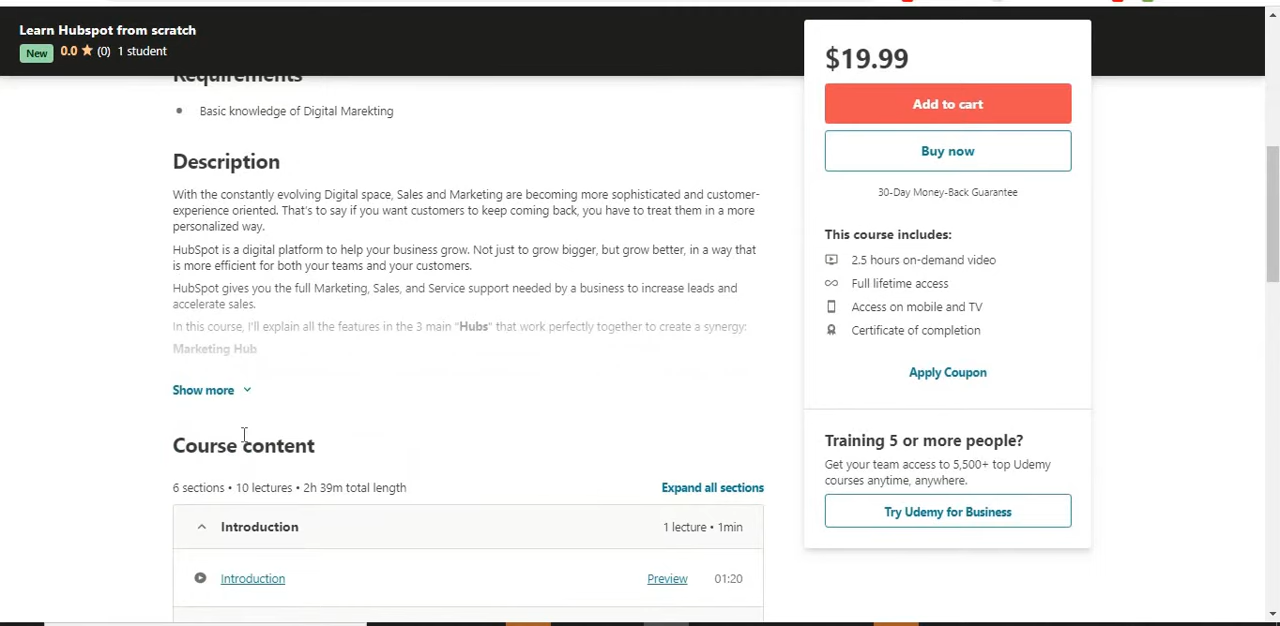 Learn Hubspot from scratch
New 0.0 ★ (0) 1 student
Requirements
Basic knowledge of Digital Marekting
Description
With the constantly evolving Digital space, Sales and Marketing are becoming more sophisticated and customer-
experience oriented. That's to say if you want customers to keep coming back, you have to treat them in a more
personalized way.
HubSpot is a digital platform to help your business grow. Not just to grow bigger, but grow better, in a way that
is more efficient for both your teams and your customers.
HubSpot gives you the full Marketing, Sales, and Service support needed by a business to increase leads and
accelerate sales.
In this course, I'll explain all the features in the 3 main "Hubs" that work perfectly together to create a synergy:
Marketing Hub
Show more
Course content
6 sections • 10 lectures • 2h 39m total length
Expand all sections
Introduction 1 lecture • 1min
Introduction Preview 01:20
$19.99
Add to cart
Buy now
30-Day Money-Back Guarantee
This course includes:
2.5 hours on-demand video
Full lifetime access
Access on mobile and TV
Certificate of completion
Apply Coupon
Training 5 or more people?
Get your team access to 5,500+ top Udemy
courses anytime, anywhere.
Try Udemy for Business